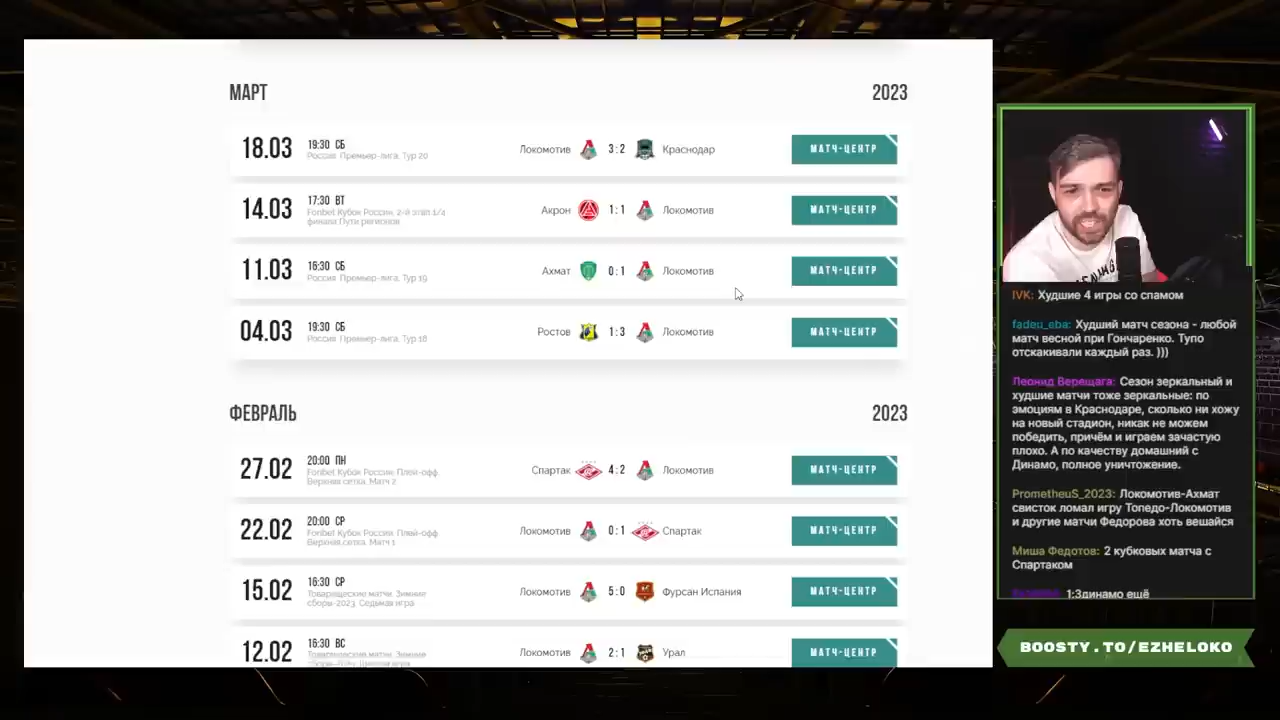 МАРТ 2023
18.03 19:30 СБ Локомотив 3:2 Краснодар МАТЧ-ЦЕНТР
Россия. Премьер-лига. Тур 20
14.03 17:30 ВТ Акрон 1:1 Локомотив МАТЧ-ЦЕНТР
Fonbet Кубок России. 2-й этап 1/4
финала Пути регионов
11.03 16:30 СБ Ахмат 0:1 Локомотив МАТЧ-ЦЕНТР
Россия. Премьер-лига. Тур 19
04.03 19:30 СБ Ростов 1:3 Локомотив МАТЧ-ЦЕНТР
Россия. Премьер-лига. Тур 18
ФЕВРАЛЬ 2023
27.02 20:00 ПН Спартак 4:2 Локомотив МАТЧ-ЦЕНТР
Fonbet Кубок России. Плей-офф.
Верхняя сетка. Матч 2
22.02 20:00 СР Локомотив 0:1 Спартак МАТЧ-ЦЕНТР
Fonbet Кубок России. Плей-офф.
Верхняя сетка. Матч 1
15.02 16:30 СР Локомотив 5:0 Фурсан Испания МАТЧ-ЦЕНТР
Товарищеские матчи. Зимние
сборы-2023. Седьмая игра
12.02 16:30 ВС Локомотив 2:1 Урал МАТЧ-ЦЕНТР
Товарищеские матчи. Зимние
IVK: Худшие 4 игры со спамом
fadeu_eba: Худший матч сезона - любой
матч весной при Гончаренко. Тупо
отскакивали каждый раз. )))
Леонид Верещага: Сезон зеркальный и
худшие матчи тоже зеркальные: по
эмоциям в Краснодаре, сколько ни хожу
на новый стадион, никак не можем
победить, причём и играем зачастую
плохо. А по качеству домашний с
Динамо, полное уничтожение.
PrometheuS_2023: Локомотив-Ахмат
свисток ломал игру Топедо-Локомотив
и другие матчи Федорова хоть вешайся
Миша Федотов: 2 кубковых матча с
Спартаком
1:3динамо ещё
BOOSTY.TO/EZHELOKO